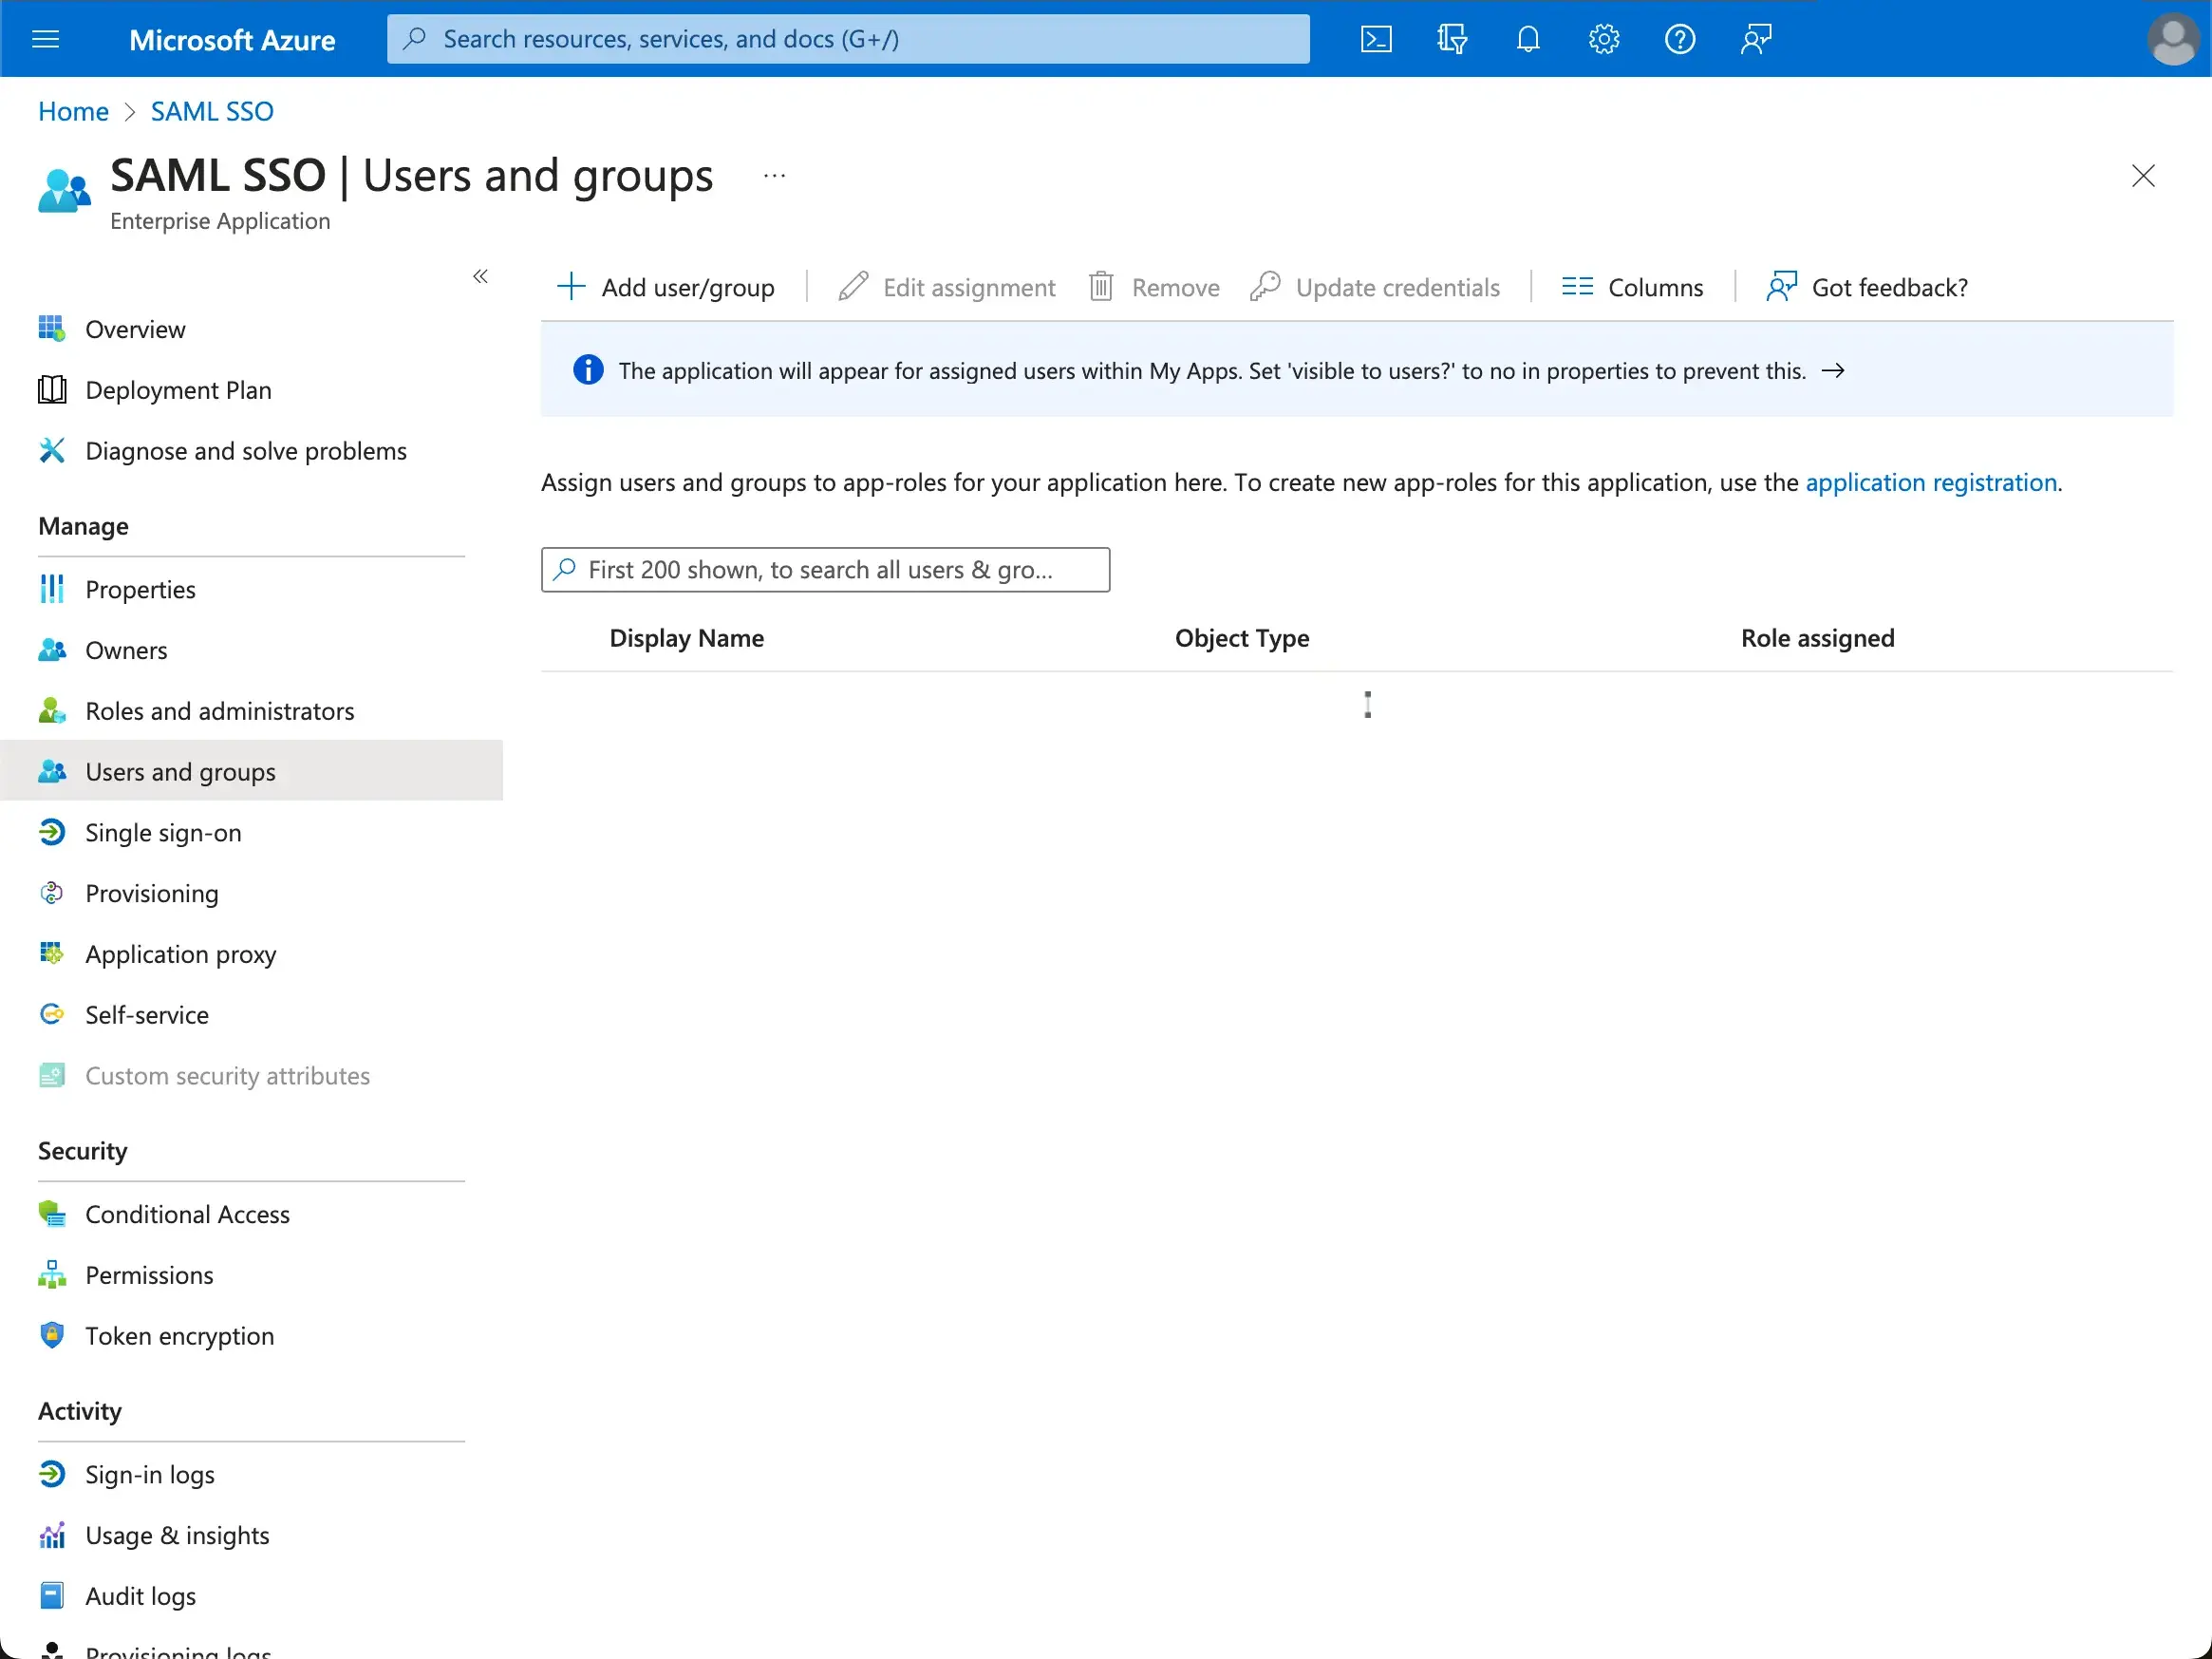 Microsoft Azure
Search resources, services, and docs (G+/)
Home > SAML SSO
SAML SSO | Users and groups ...
Enterprise Application
Add user/group
Edit assignment
Remove
Update credentials
Columns
Got feedback?
The application will appear for assigned users within My Apps. Set 'visible to users?' to no in properties to prevent this. →
Assign users and groups to app-roles for your application here. To create new app-roles for this application, use the application registration.
First 200 shown, to search all users & gro...
Display Name
Object Type
Role assigned
Overview
Deployment Plan
Diagnose and solve problems
Manage
Properties
Owners
Roles and administrators
Users and groups
Single sign-on
Provisioning
Application proxy
Self-service
Custom security attributes
Security
Conditional Access
Permissions
Token encryption
Activity
Sign-in logs
Usage & insights
Audit logs
Provisioning logs